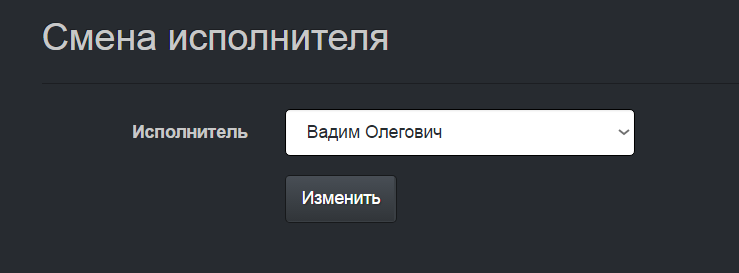 Смена исполнителя
Исполнитель Вадим Олегович
Изменить